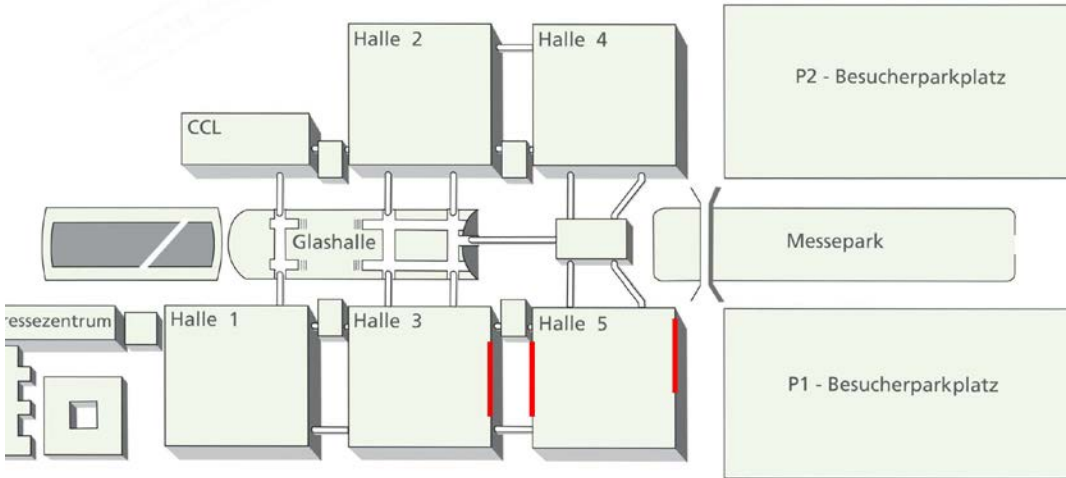 Halle 2
Halle 4
P2 - Besucherparkplatz
CCL
Glashalle
Messepark
ressezentrum
Halle 1
Halle 3
Halle 5
P1 - Besucherparkplatz